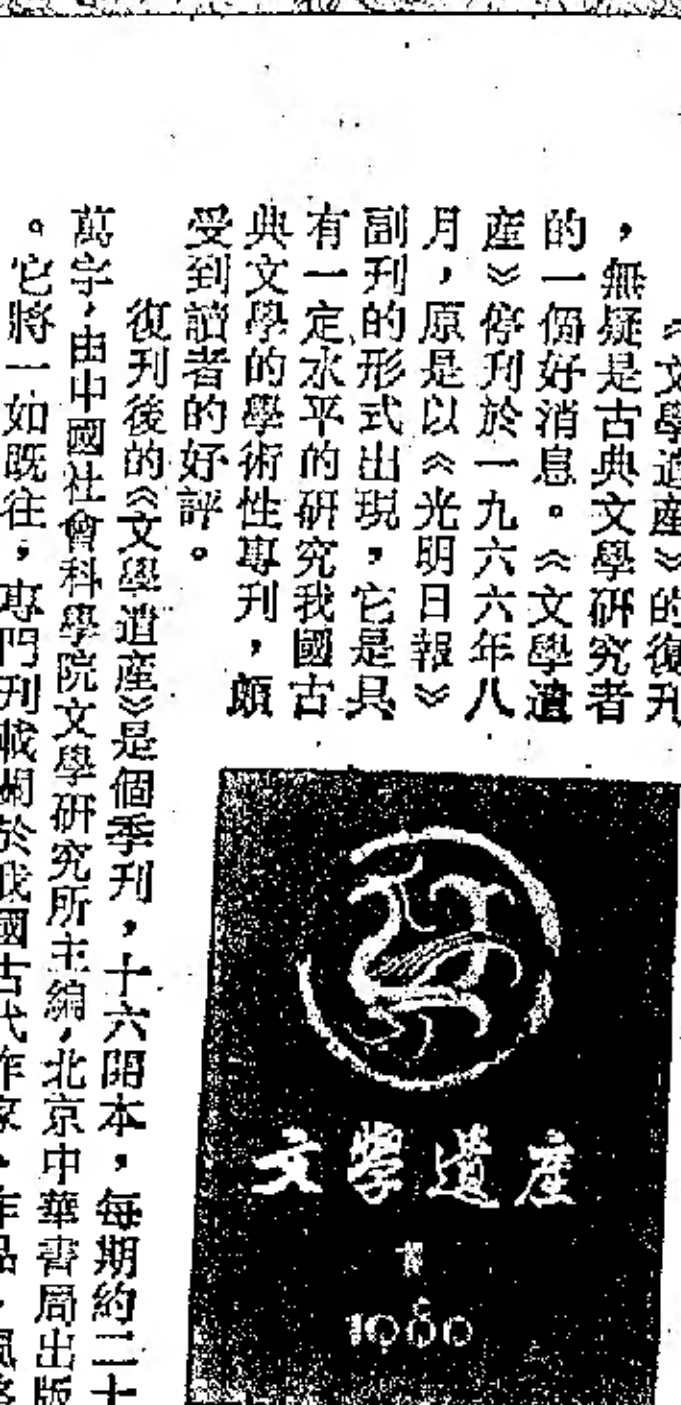 《文學遺產》的復刊
，無疑是古典文學研究者
的一個好消息。《文學遺
產》停刊於一九六六年八
月，原是以《光明日報》
副刊的形式出現，它是具
有一定水平的研究我國古
典文學的學術性專刊，頗
受到讀者的好評。
復刊後的《文學遺產》是個季刊，十六開本，每期約二十
萬字，由中國社會科學院文學研究所主編，北京中華書局出版
。它將一如既往，專門刊載關於我國古代作家、作品、風格
文學遺產
1980